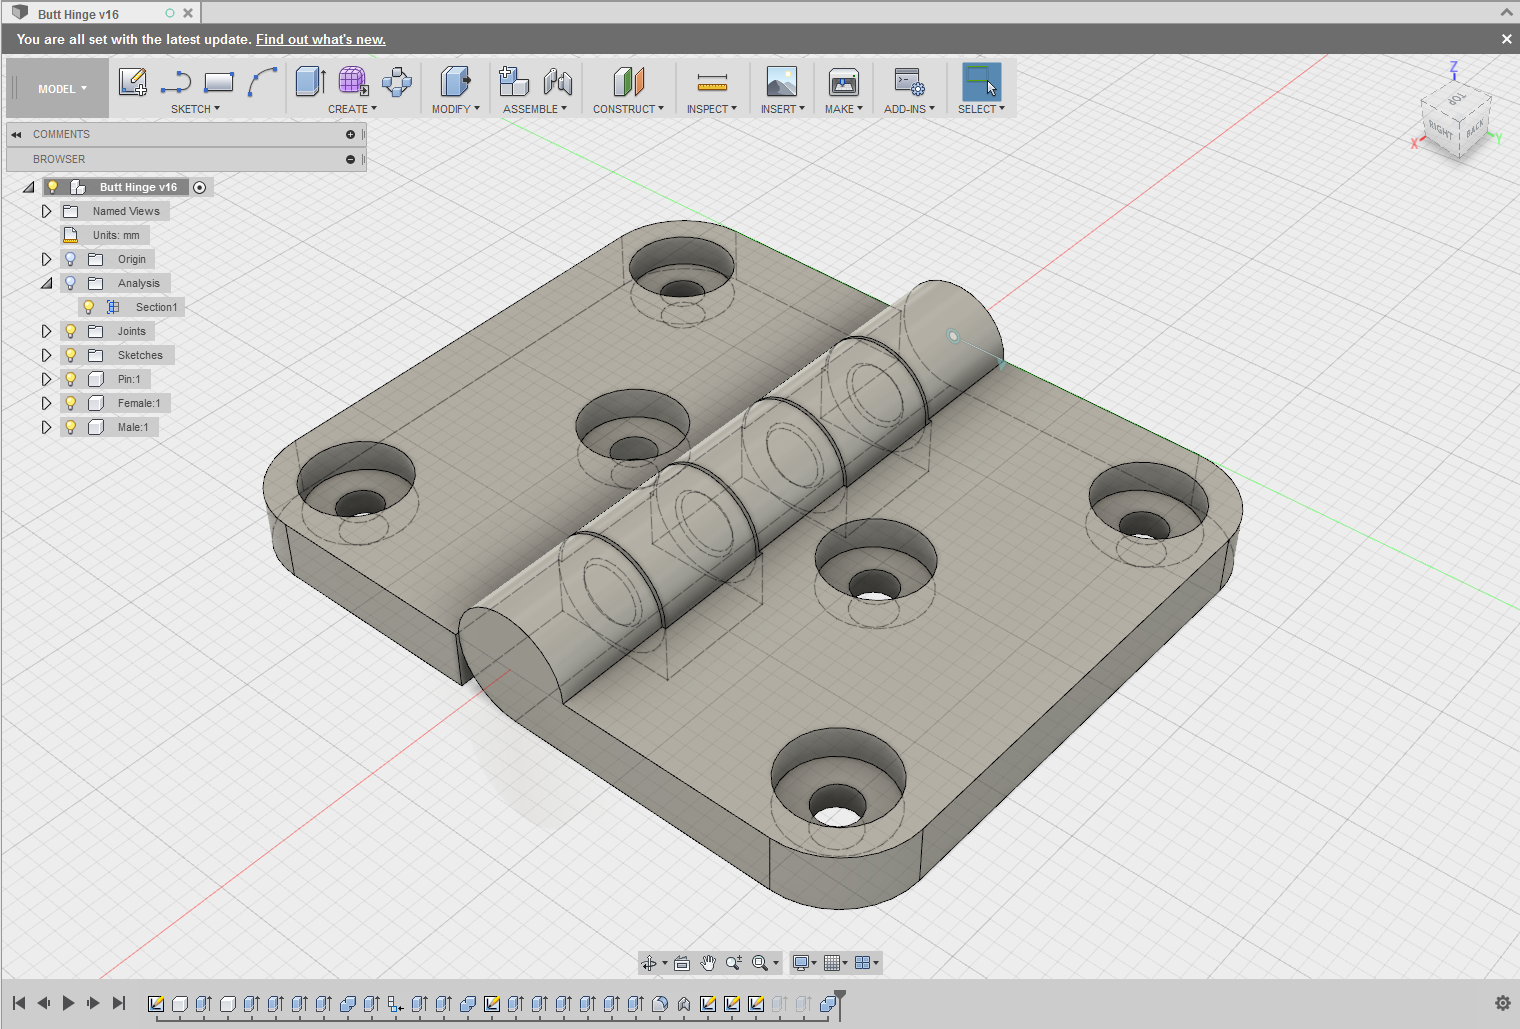 Butt Hinge v16
You are all set with the latest update. Find out what's new.
MODEL
SKETCH
CREATE
MODIFY
ASSEMBLE
CONSTRUCT
INSPECT
INSERT
MAKE
ADD-INS
SELECT
Z
TOP
RIGHT
BACK
X
Y
COMMENTS
BROWSER
Butt Hinge v16
Named Views
Units: mm
Origin
Analysis
Section1
Joints
Sketches
Pin:1
Female:1
Male:1